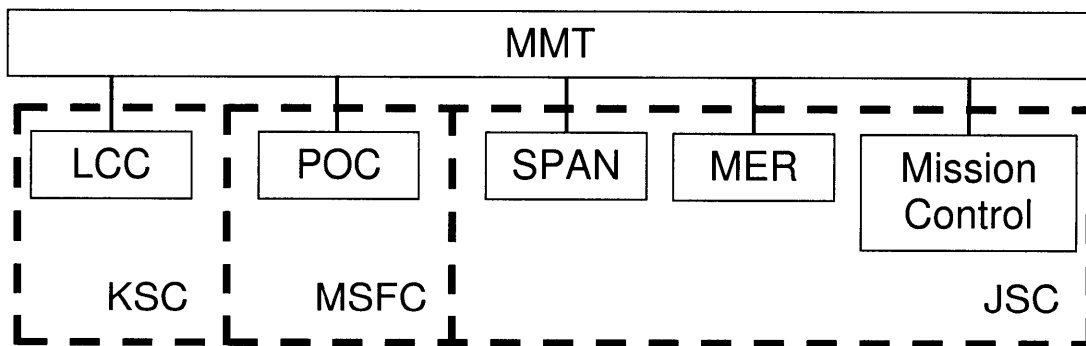 MMT
LCC
POC
SPAN
MER
Mission
Control
KSC
MSFC
JSC